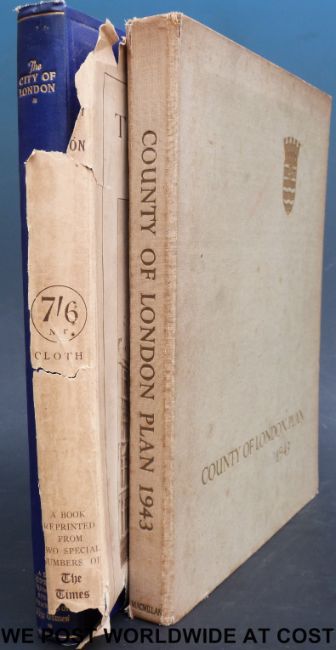 The
CITY OF
LONDON
ON
7/6
NET
CLOTH
A BOOK
REPRINTED
FROM
TWO SPECIAL
NUMBERS OF
The
Times
T
COUNTY OF LONDON PLAN 1943
MACMILLAN
COUNTY OF LONDON PLAN
1943
WE POST WORLDWIDE AT COST